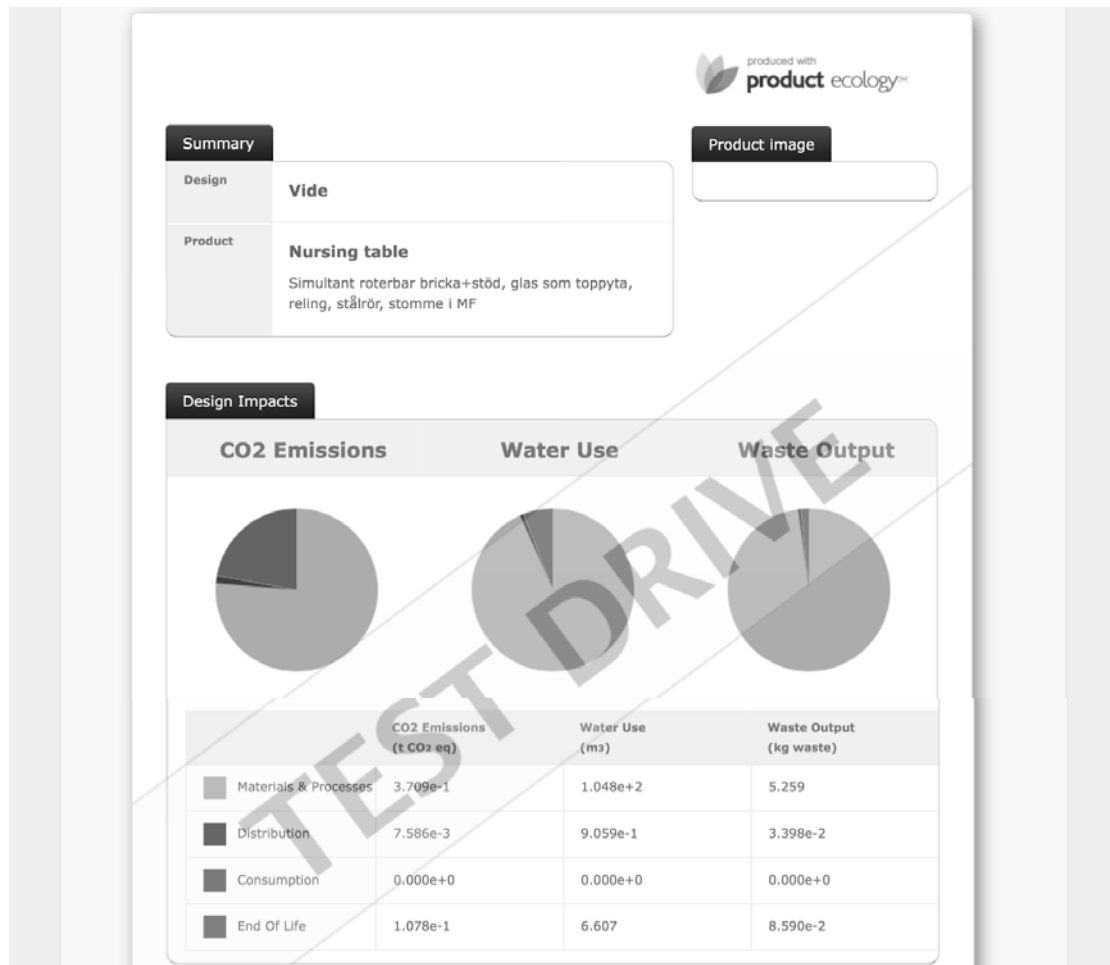 produced with
product ecology™
Summary
Product image
Design
Vide
Product
Nursing table
Simultant roterbar bricka+stöd, glas som toppyta,
reling, stålrör, stomme i MF
Design Impacts
CO2 Emissions Water Use Waste Output
TEST DRIVE
CO2 Emissions Water Use Waste Output
(t CO2 eq) (m3) (kg waste)
Materials & Processes 3.709e-1 1.048e+2 5.259
Distribution 7.586e-3 9.059e-1 3.398e-2
Consumption 0.000e+0 0.000e+0 0.000e+0
End Of Life 1.078e-1 6.607 8.590e-2